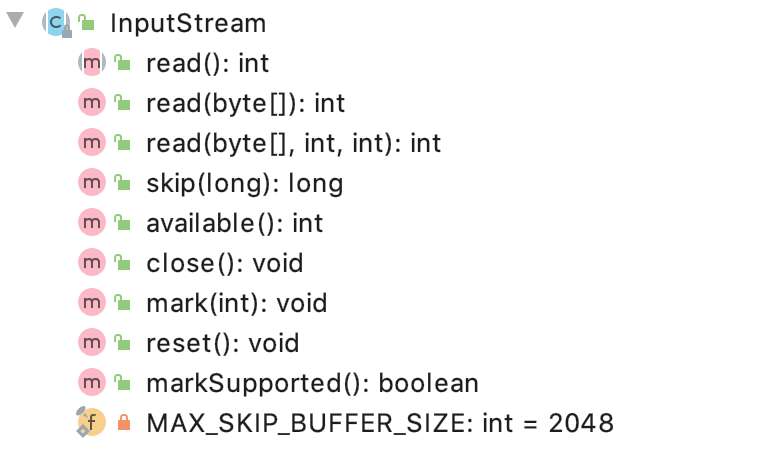 InputStream
read(): int
read(byte[]): int
read(byte[], int, int): int
skip(long): long
available(): int
close(): void
mark(int): void
reset(): void
markSupported(): boolean
MAX_SKIP_BUFFER_SIZE: int = 2048